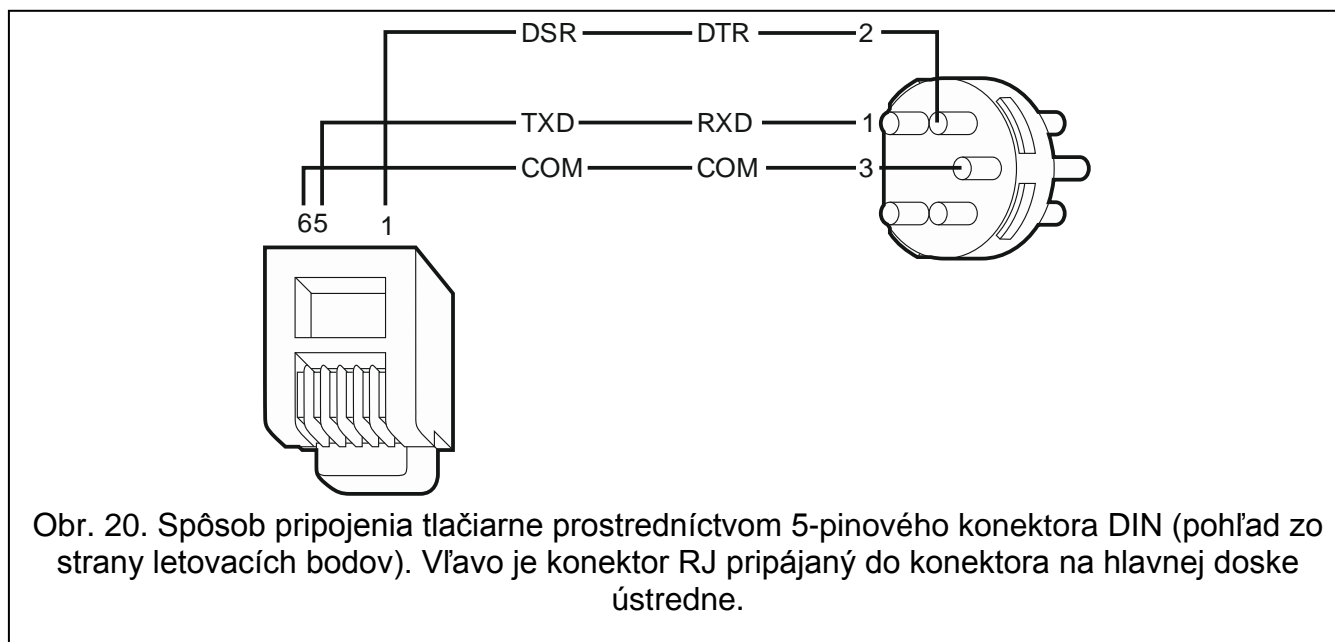 DSR DTR 2
TXD RXD 1
COM COM 3
65 1
Obr. 20. Spôsob pripojenia tlačiarne prostredníctvom 5-pinového konektora DIN (pohľad zo
strany letovacích bodov). Vľavo je konektor RJ pripájaný do konektora na hlavnej doske
ústredne.